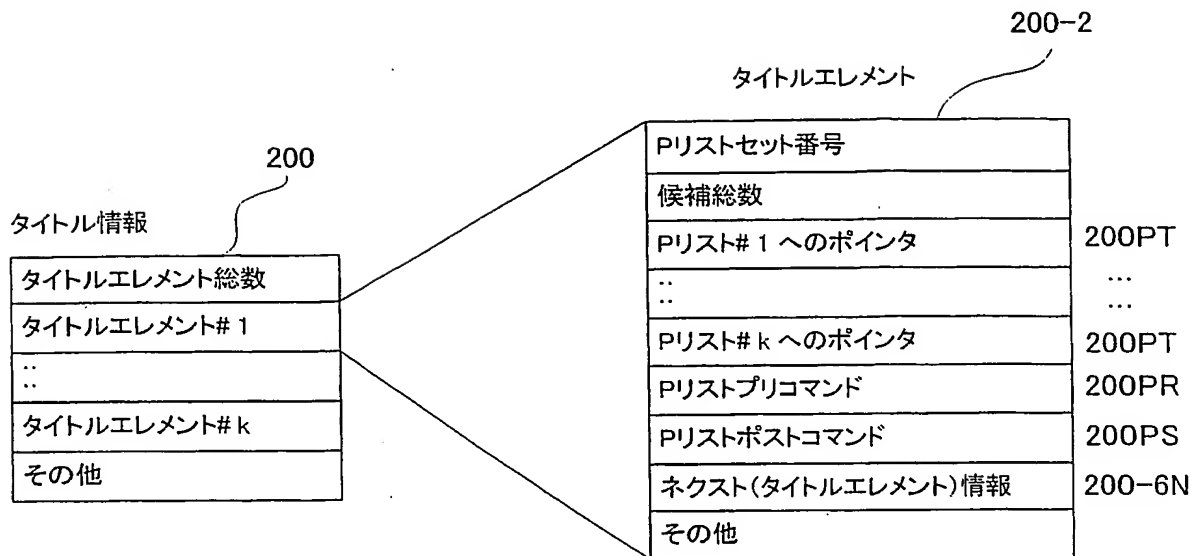 200-2
タイトルエレメント
Pリストセット番号
候補総数
Pリスト#1へのポインタ 200PT
:: …
:: …
Pリスト#kへのポインタ 200PT
Pリストプリコマンド 200PR
Pリストポストコマンド 200PS
ネクスト(タイトルエレメント)情報 200-6N
その他
200
タイトル情報
タイトルエレメント総数
タイトルエレメント#1
::
::
タイトルエレメント#k
その他